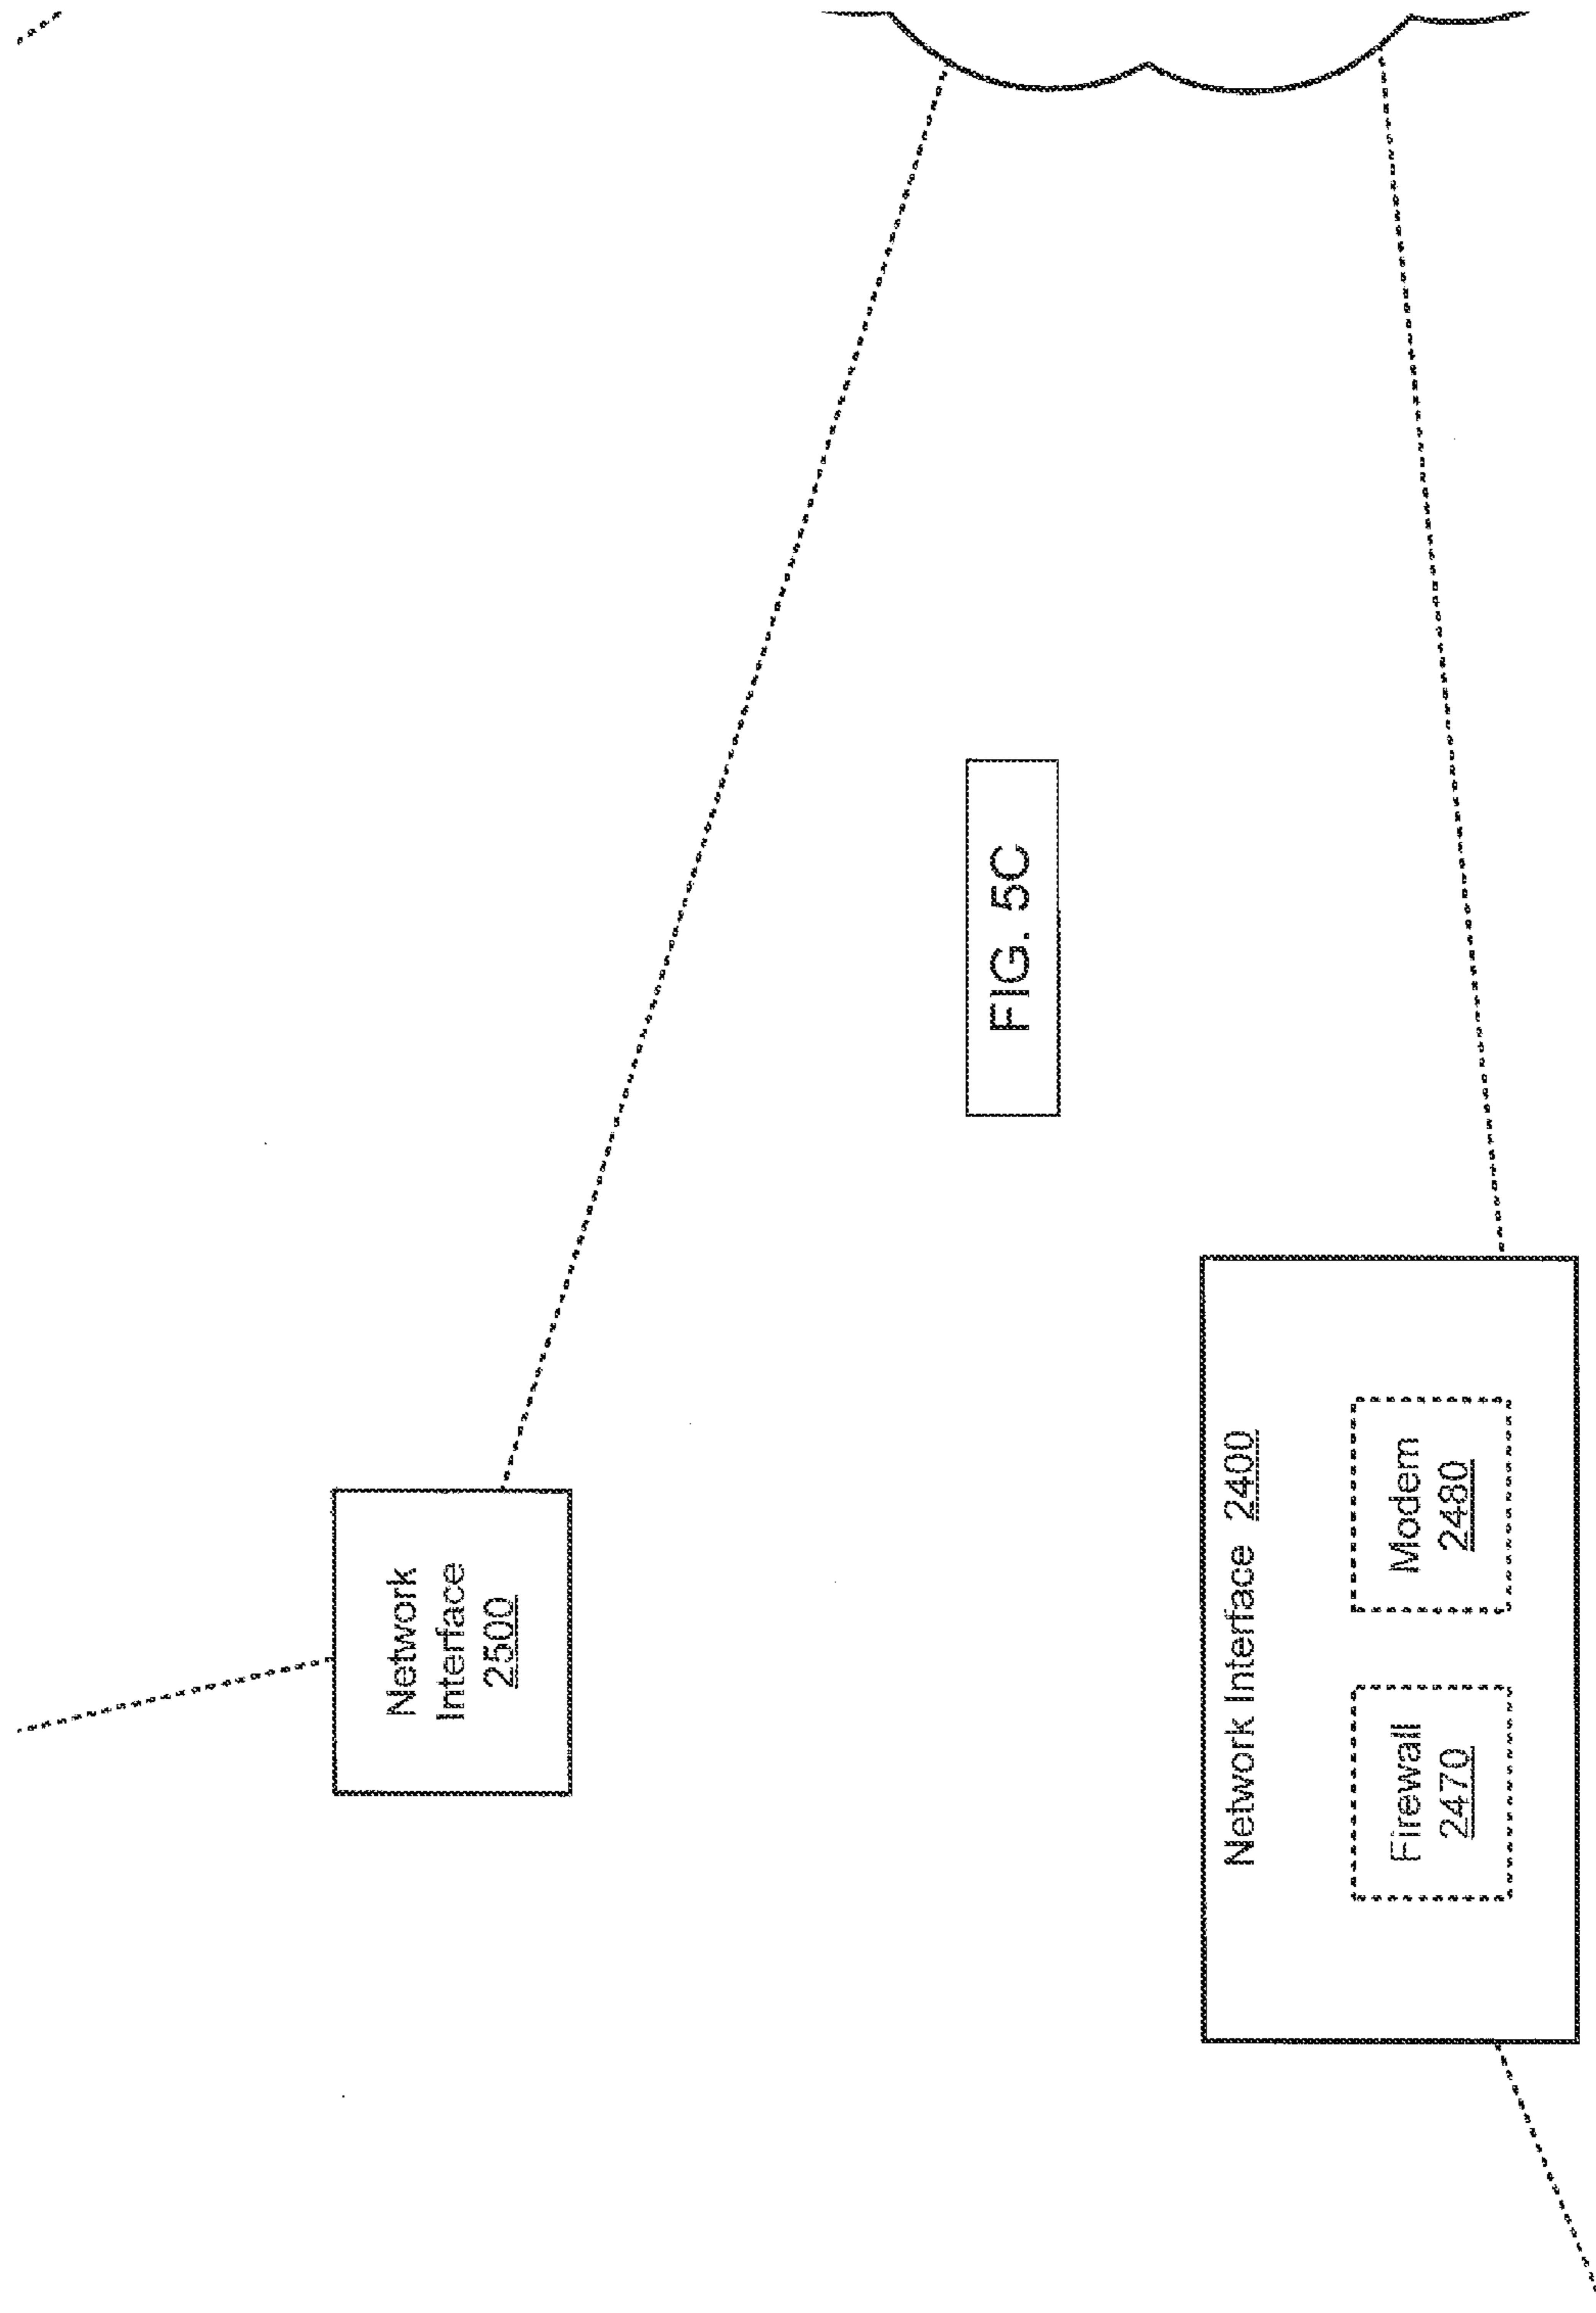 Network
Interface
2500
FIG. 5C
Network Interface 2400
Firewall
2470
Modem
2480